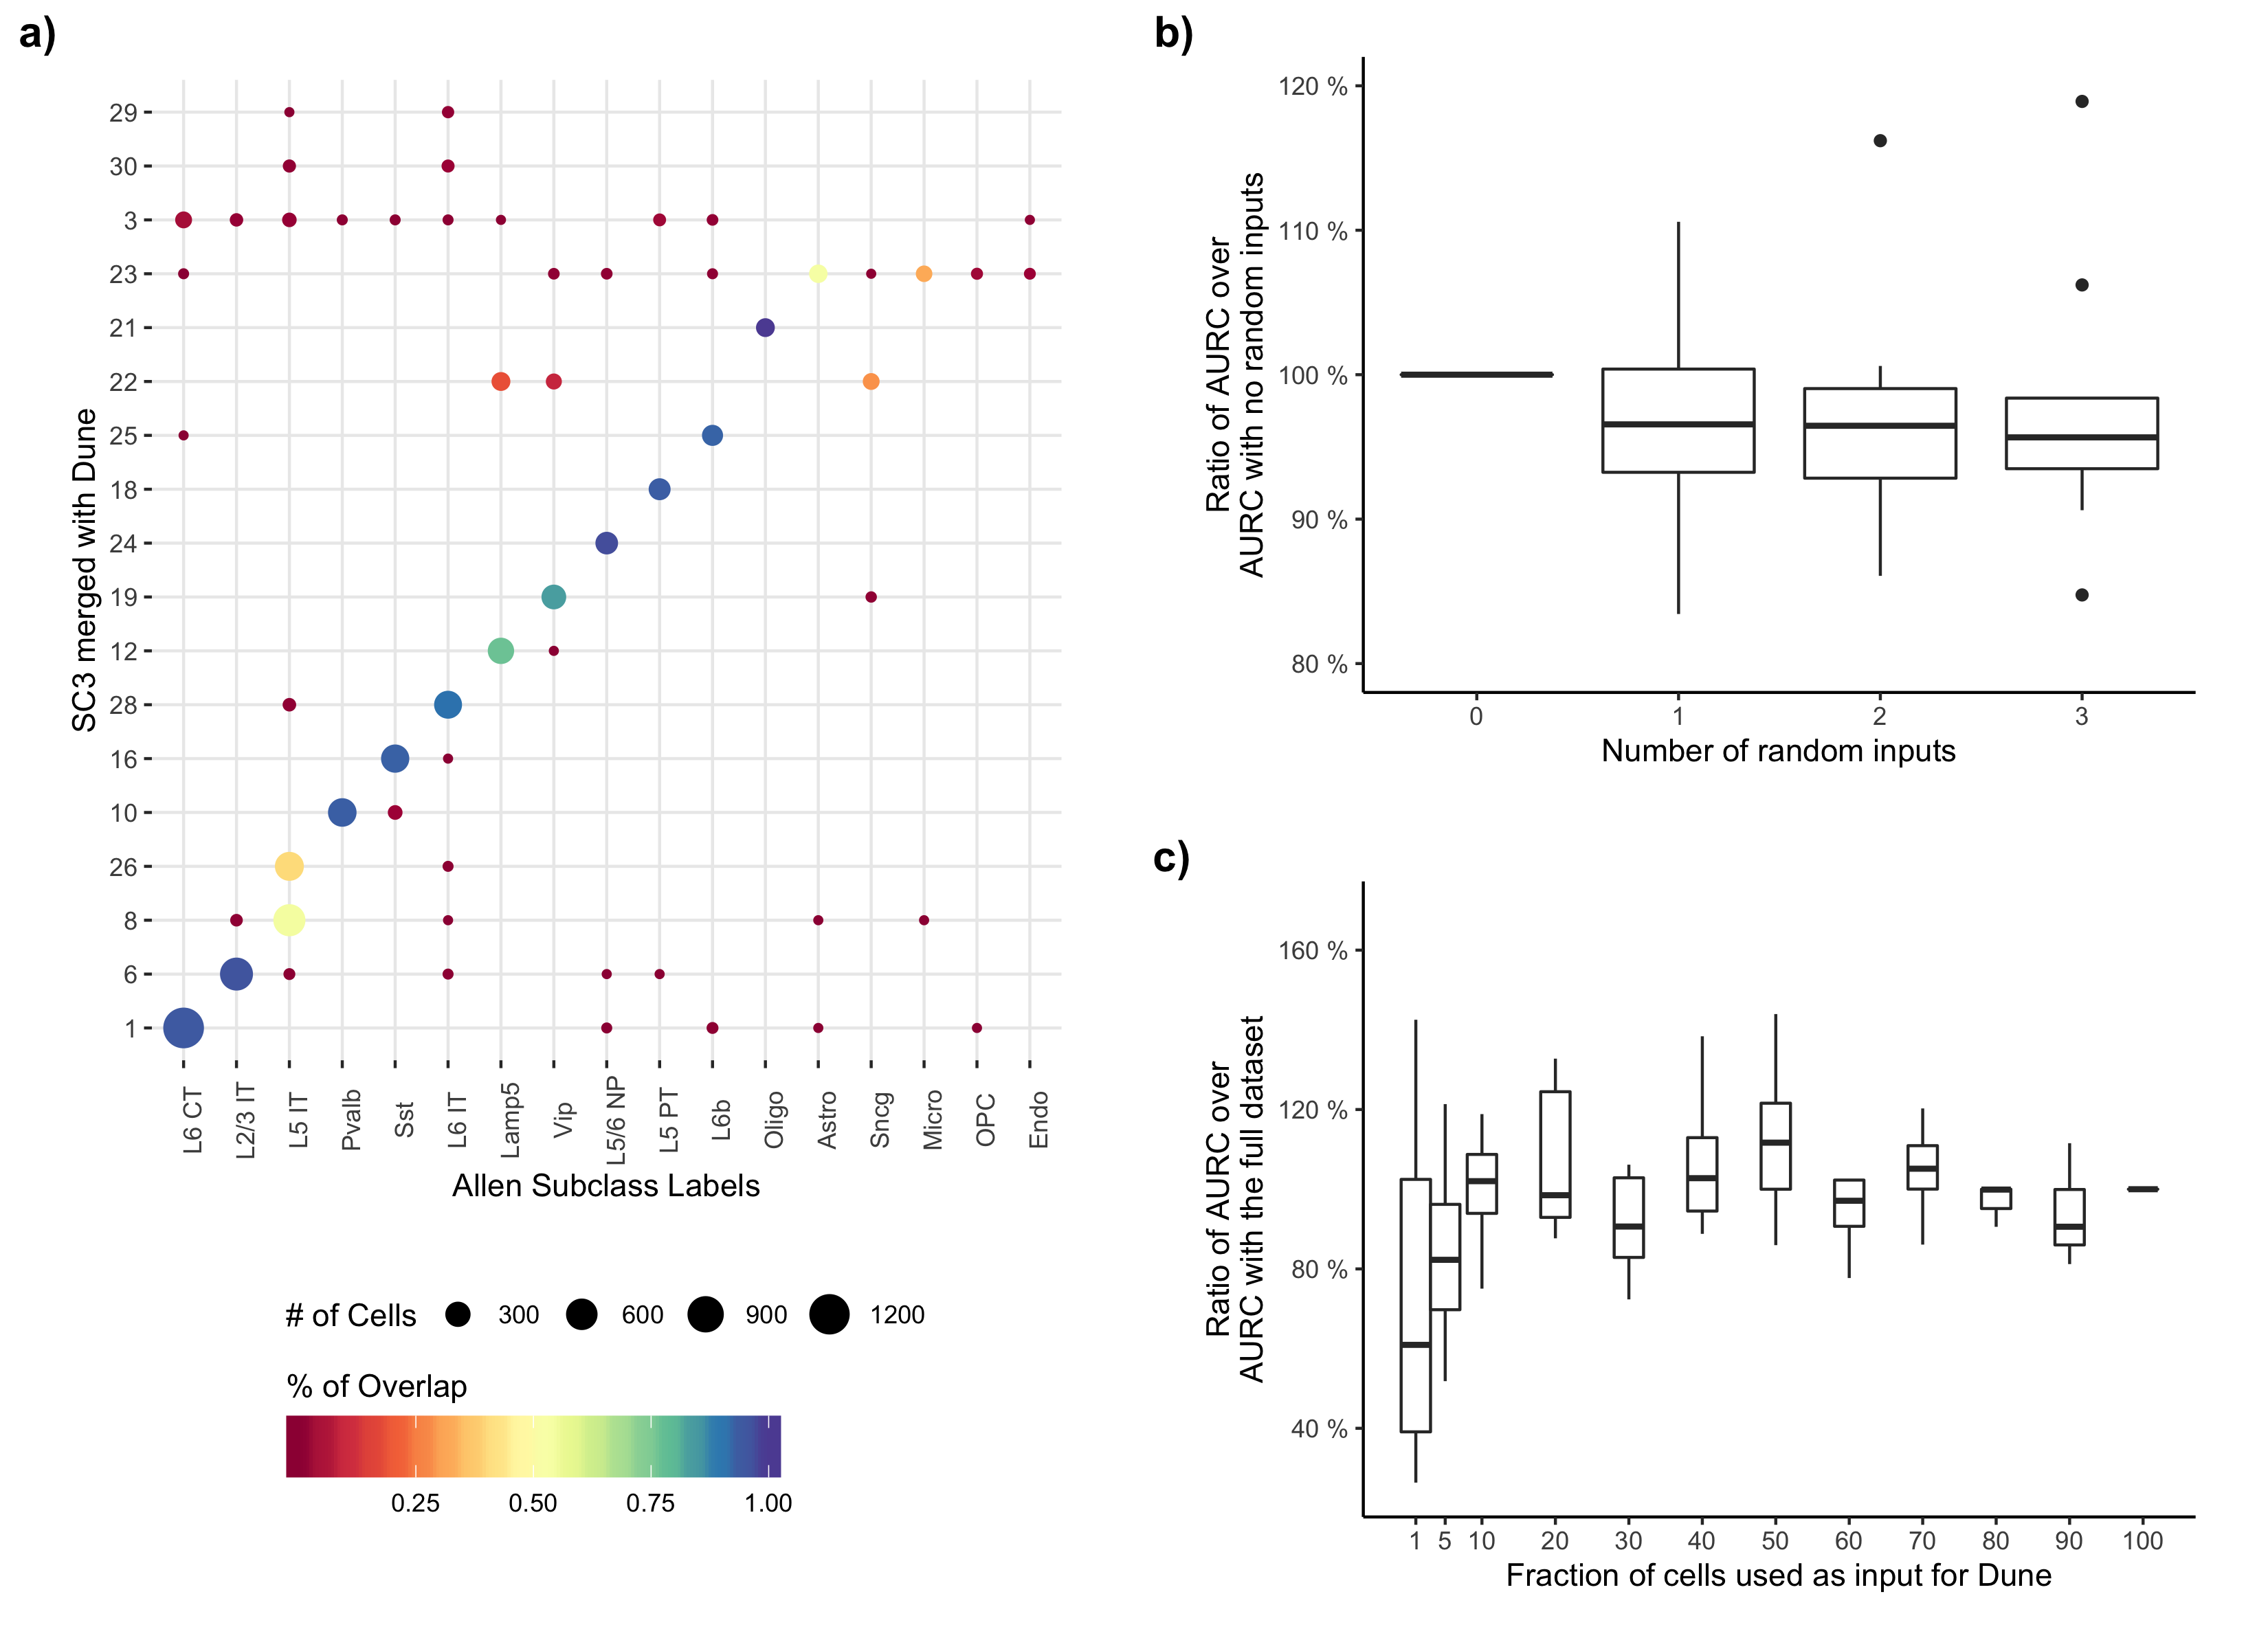 a)
SC3 merged with Dune
29
30
3
23
21
22
25
18
24
19
12
28
16
10
26
8
6
1
L6 CT
L2/3 IT
L5 IT
Pvalb
Sst
L6 IT
Lamp5
Vip
L5/6 NP
L5 PT
L6b
Oligo
Astro
Sncg
Micro
OPC
Endo
Allen Subclass Labels
# of Cells 300 600 900 1200
% of Overlap
0.25 0.50 0.75 1.00
b)
Ratio of AURC over
AURC with no random inputs
120 %
110 %
100 %
90 %
80 %
0 1 2 3
Number of random inputs
c)
Ratio of AURC over
AURC with the full dataset
160 %
120 %
80 %
40 %
1 5 10 20 30 40 50 60 70 80 90 100
Fraction of cells used as input for Dune